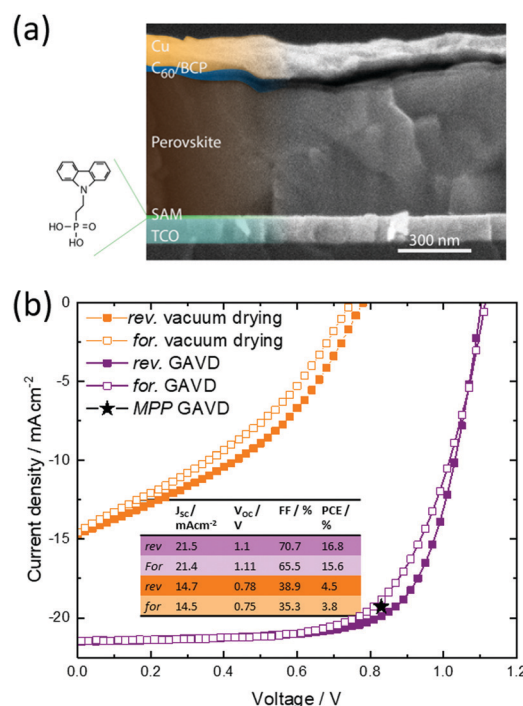 (a)
Cu
C₆₀/BCP
Perovskite
SAM
TCO
300 nm
N
HO P O
HO
(b)
rev. vacuum drying
for. vacuum drying
rev. GAVD
for. GAVD
MPP GAVD
Current density / mAcm⁻²
0
-5
-10
-15
-20
J_SC / mAcm⁻² V_OC / V FF / % PCE / %
rev 21.5 1.1 70.7 16.8
For 21.4 1.11 65.5 15.6
rev 14.7 0.78 38.9 4.5
for 14.5 0.75 35.3 3.8
0.0 0.2 0.4 0.6 0.8 1.0 1.2
Voltage / V